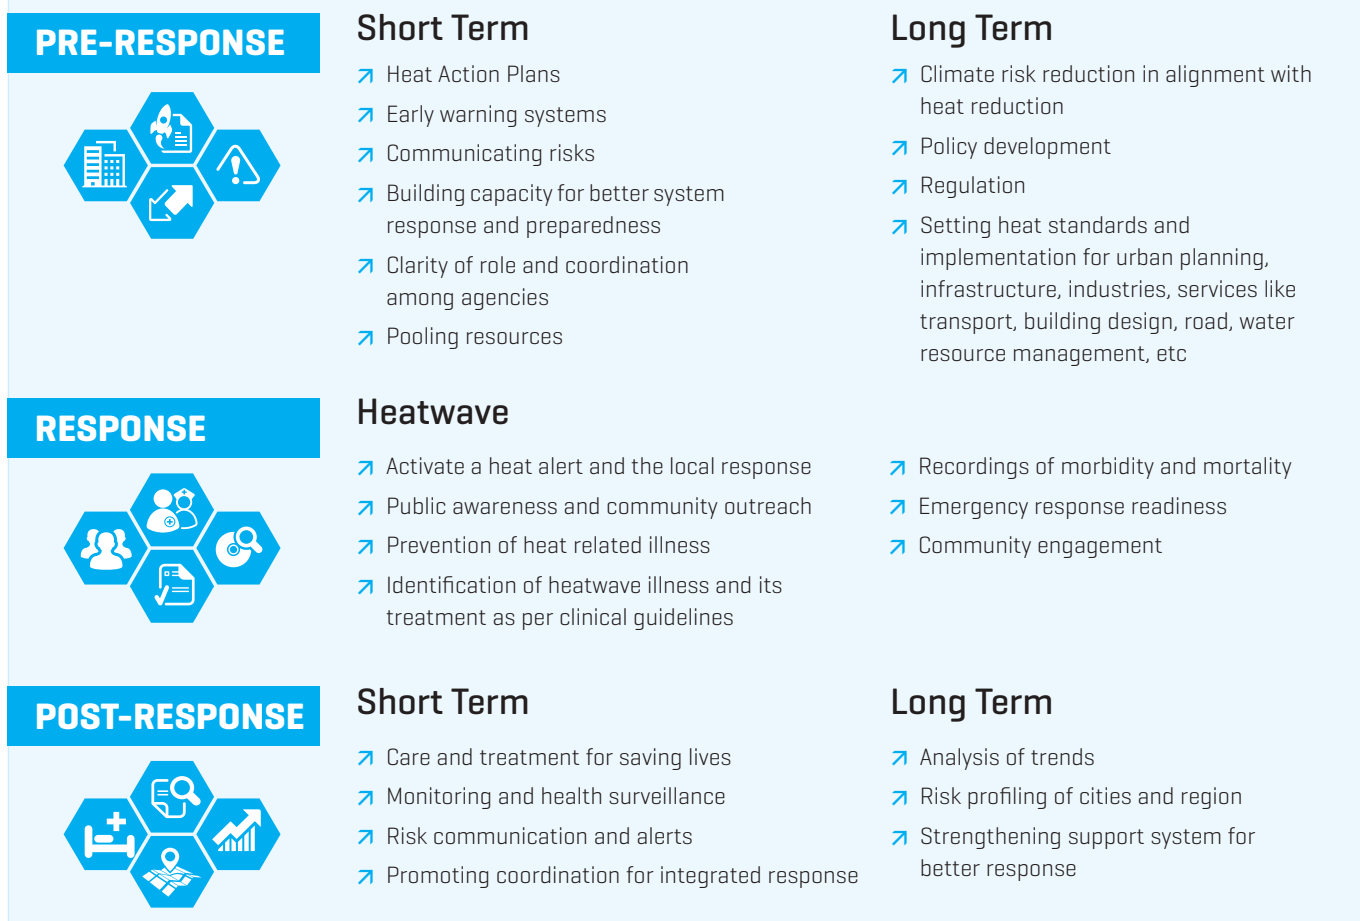 PRE-RESPONSE
Short Term
Heat Action Plans
Early warning systems
Communicating risks
Building capacity for better system
response and preparedness
Clarity of role and coordination
among agencies
Pooling resources
Long Term
Climate risk reduction in alignment with
heat reduction
Policy development
Regulation
Setting heat standards and
implementation for urban planning,
infrastructure, industries, services like
transport, building design, road, water
resource management, etc
RESPONSE
Heatwave
Activate a heat alert and the local response
Public awareness and community outreach
Prevention of heat related illness
Identification of heatwave illness and its
treatment as per clinical guidelines
Recordings of morbidity and mortality
Emergency response readiness
Community engagement
POST-RESPONSE
Short Term
Care and treatment for saving lives
Monitoring and health surveillance
Risk communication and alerts
Promoting coordination for integrated response
Long Term
Analysis of trends
Risk profiling of cities and region
Strengthening support system for
better response